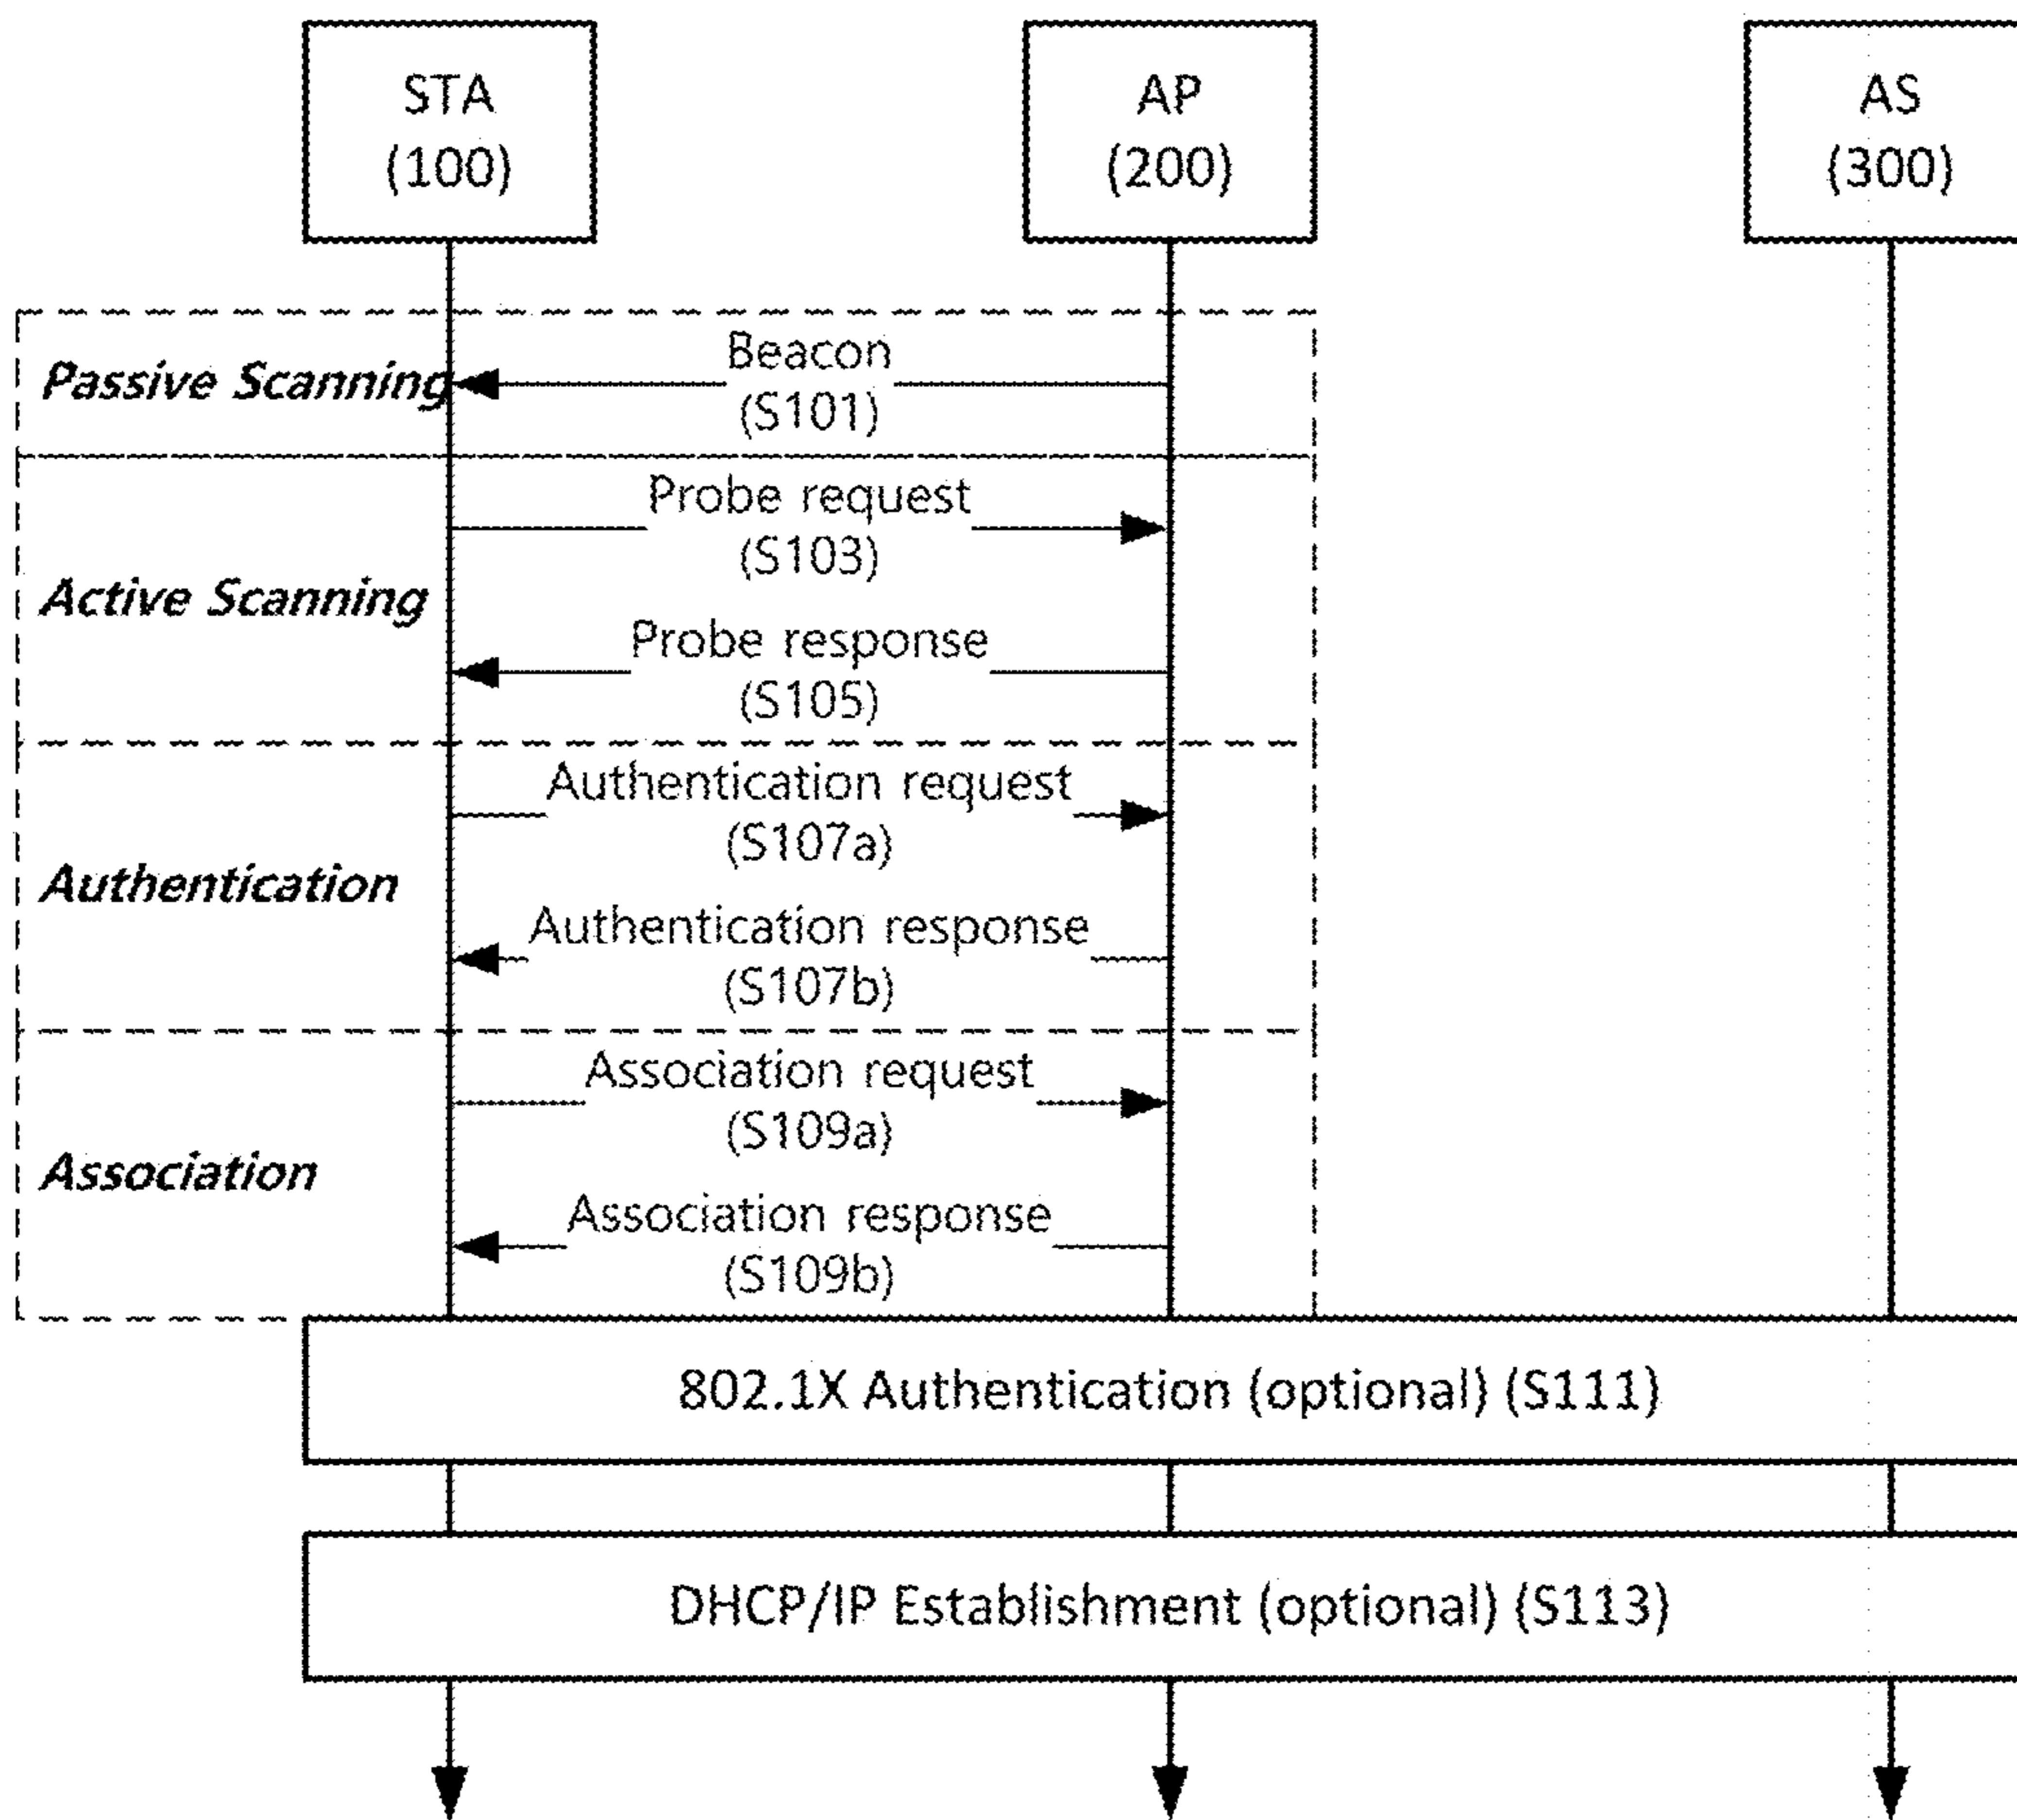 STA
(100)
AP
(200)
AS
(300)
Passive Scanning
Beacon
(S101)
Active Scanning
Probe request
(S103)
Probe response
(S105)
Authentication
Authentication request
(S107a)
Authentication response
(S107b)
Association
Association request
(S109a)
Association response
(S109b)
802.1X Authentication (optional) (S111)
DHCP/IP Establishment (optional) (S113)